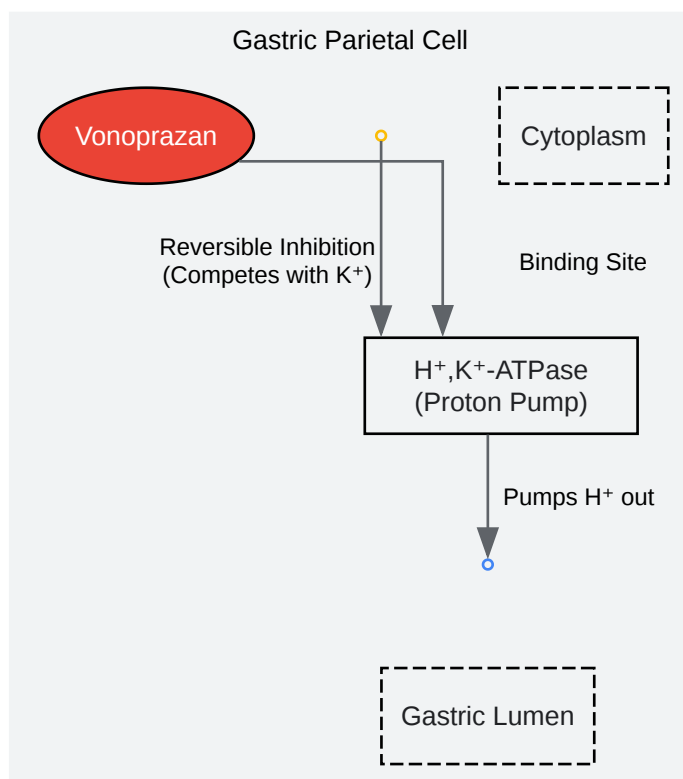 Gastric Parietal Cell
Vonoprazan
Cytoplasm
Reversible Inhibition
(Competes with K⁺)
Binding Site
H⁺,K⁺-ATPase
(Proton Pump)
Pumps H⁺ out
Gastric Lumen